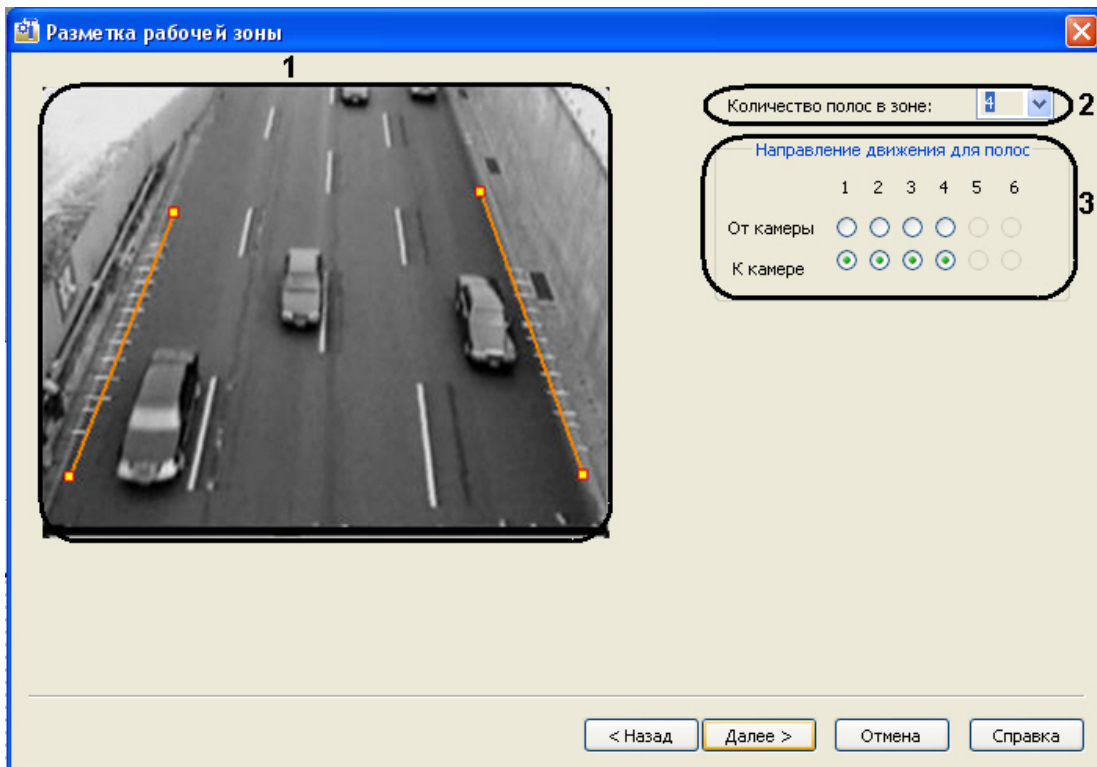 Разметка рабочей зоны
1
Количество полос в зоне: 4
2
Направление движения для полос
1 2 3 4 5 6
3
От камеры
К камере
< Назад Далее > Отмена Справка